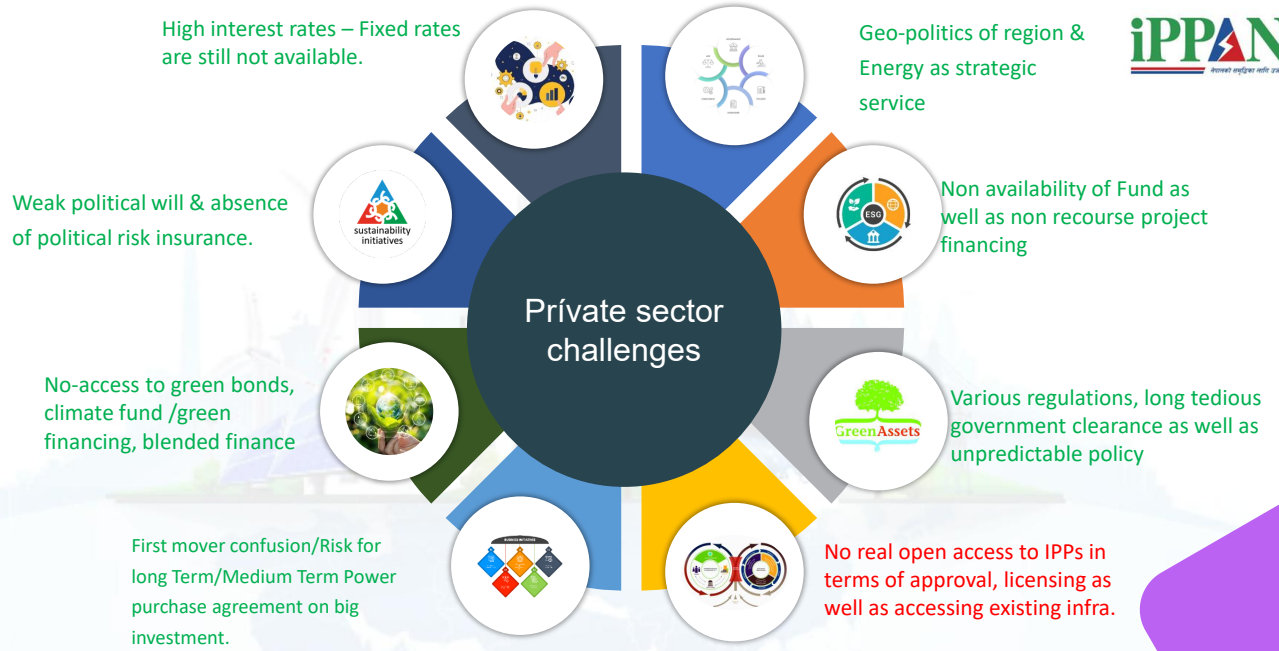 High interest rates – Fixed rates
are still not available.
Geo-politics of region &
Energy as strategic
service
iPPAN
Weak political will & absence
of political risk insurance.
sustainability
initiatives
ESG
Non availability of Fund as
well as non recourse project
financing
Prívate sector
challenges
No-access to green bonds,
climate fund /green
financing, blended finance
GreenAssets
Various regulations, long tedious
government clearance as well as
unpredictable policy
First mover confusion/Risk for
long Term/Medium Term Power
purchase agreement on big
investment.
BUSINESS INITIATIVES
No real open access to IPPs in
terms of approval, licensing as
well as accessing existing infra.